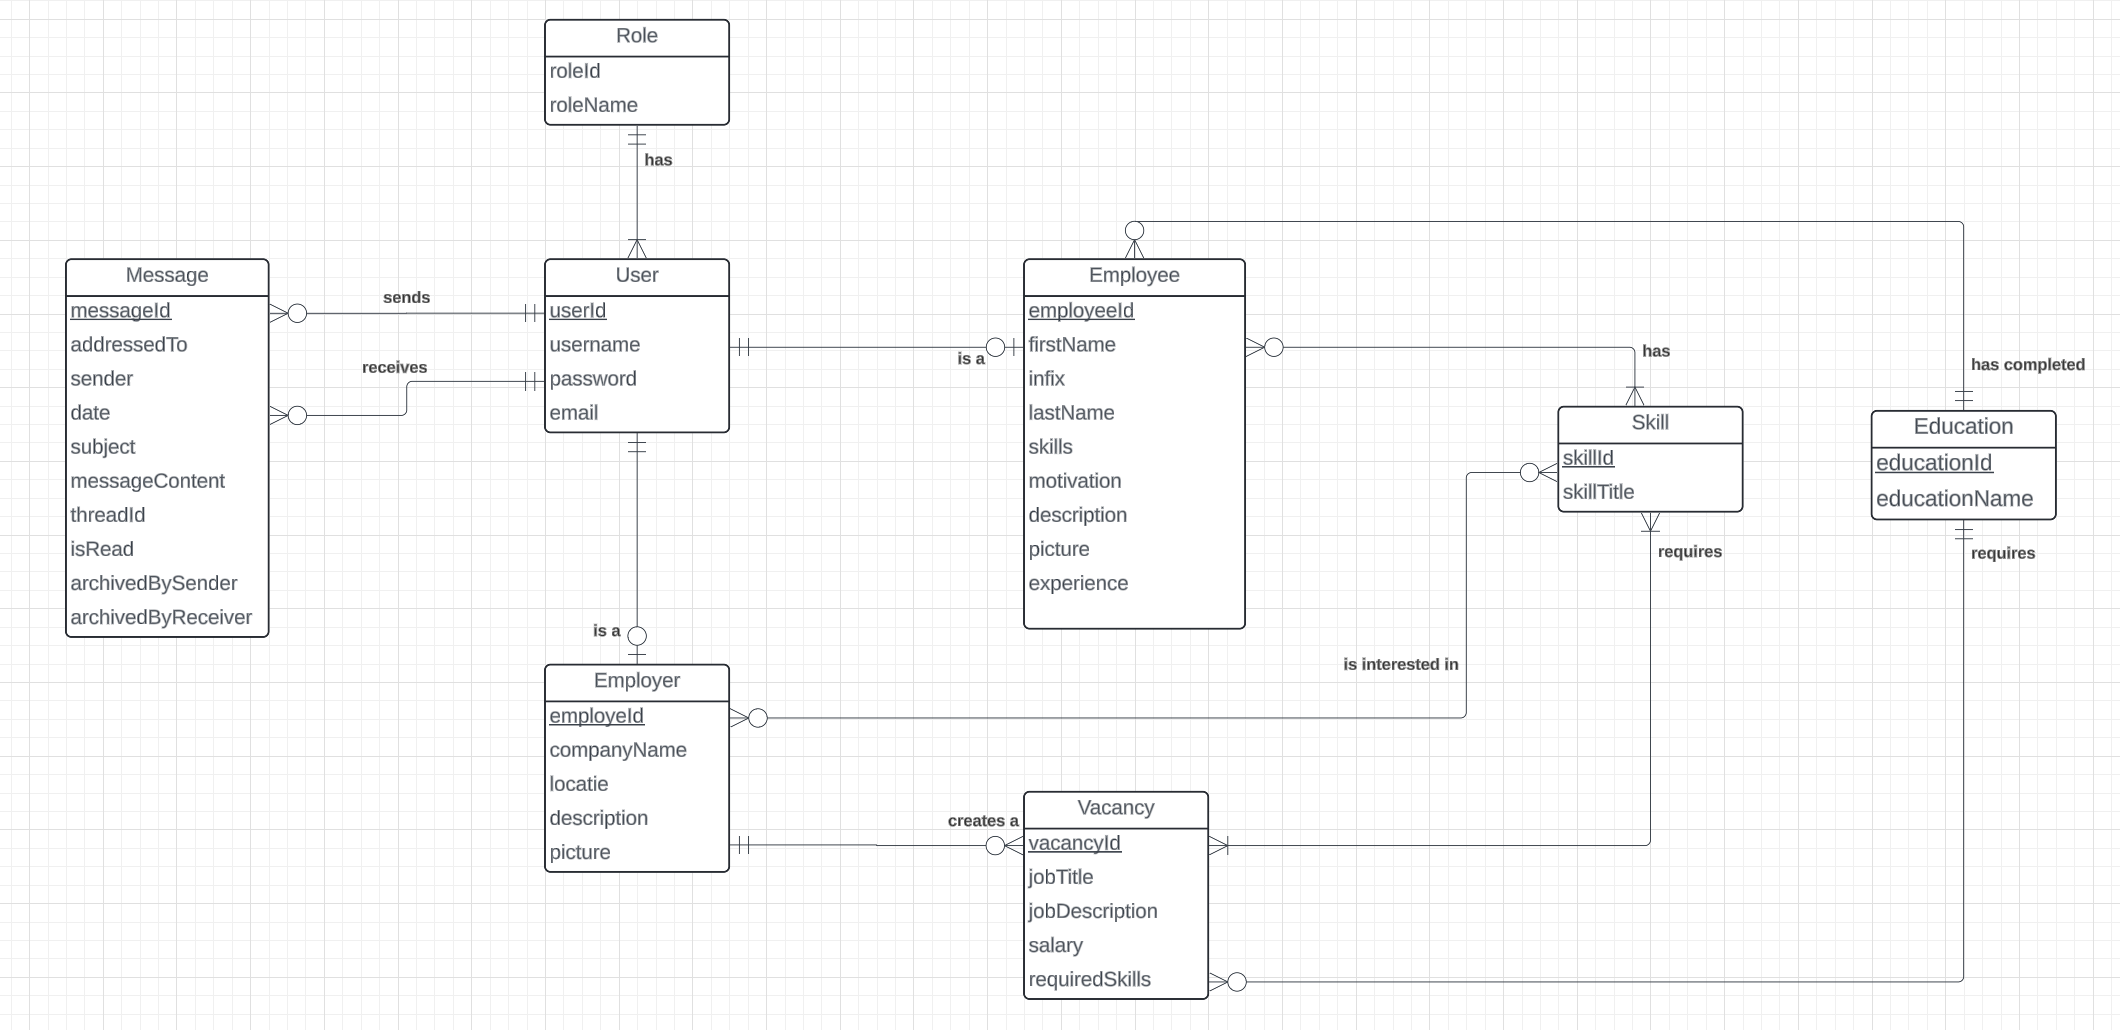 Role
roleId
roleName
has
Message
messageId
addressedTo
sender
date
subject
messageContent
threadId
isRead
archivedBySender
archivedByReceiver
sends
receives
User
userId
username
password
email
is a
Employee
employeeId
firstName
infix
lastName
skills
motivation
description
picture
experience
has
Skill
skillId
skillTitle
requires
has completed
Education
educationId
educationName
requires
is a
Employer
employeId
companyName
locatie
description
picture
is interested in
creates a
Vacancy
vacancyId
jobTitle
jobDescription
salary
requiredSkills